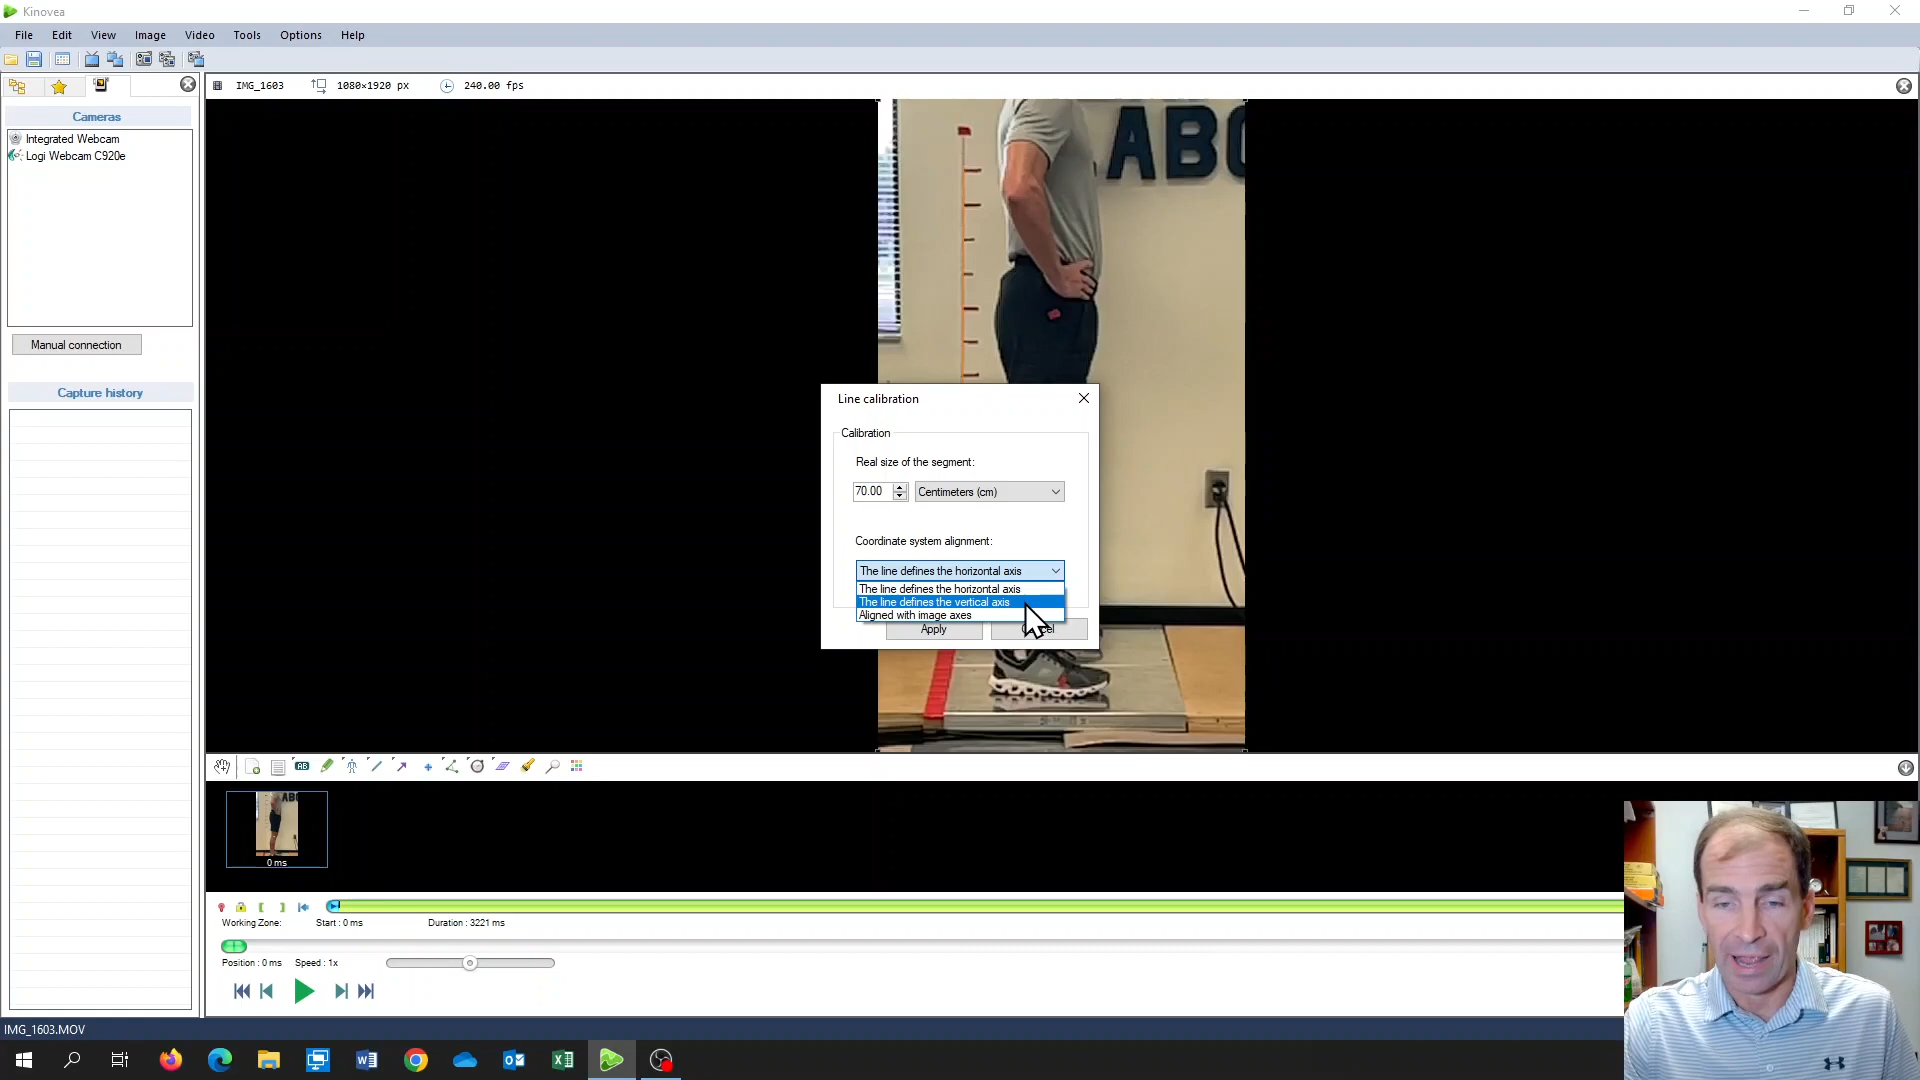 Kinovea
File Edit View Image Video Tools Options Help
IMG_1603 1080×1920 px 240.00 fps
Cameras
Integrated Webcam
Logi Webcam C920e
Manual connection
Capture history
ABO
Line calibration
Calibration
Real size of the segment:
70.00 Centimeters (cm)
Coordinate system alignment:
The line defines the horizontal axis
The line defines the horizontal axis
The line defines the vertical axis
Aligned with image axes
Apply
AB
ABO
0 ms
Working Zone: Start : 0 ms Duration : 3221 ms
Position : 0 ms Speed : 1x
IMG_1603.MOV